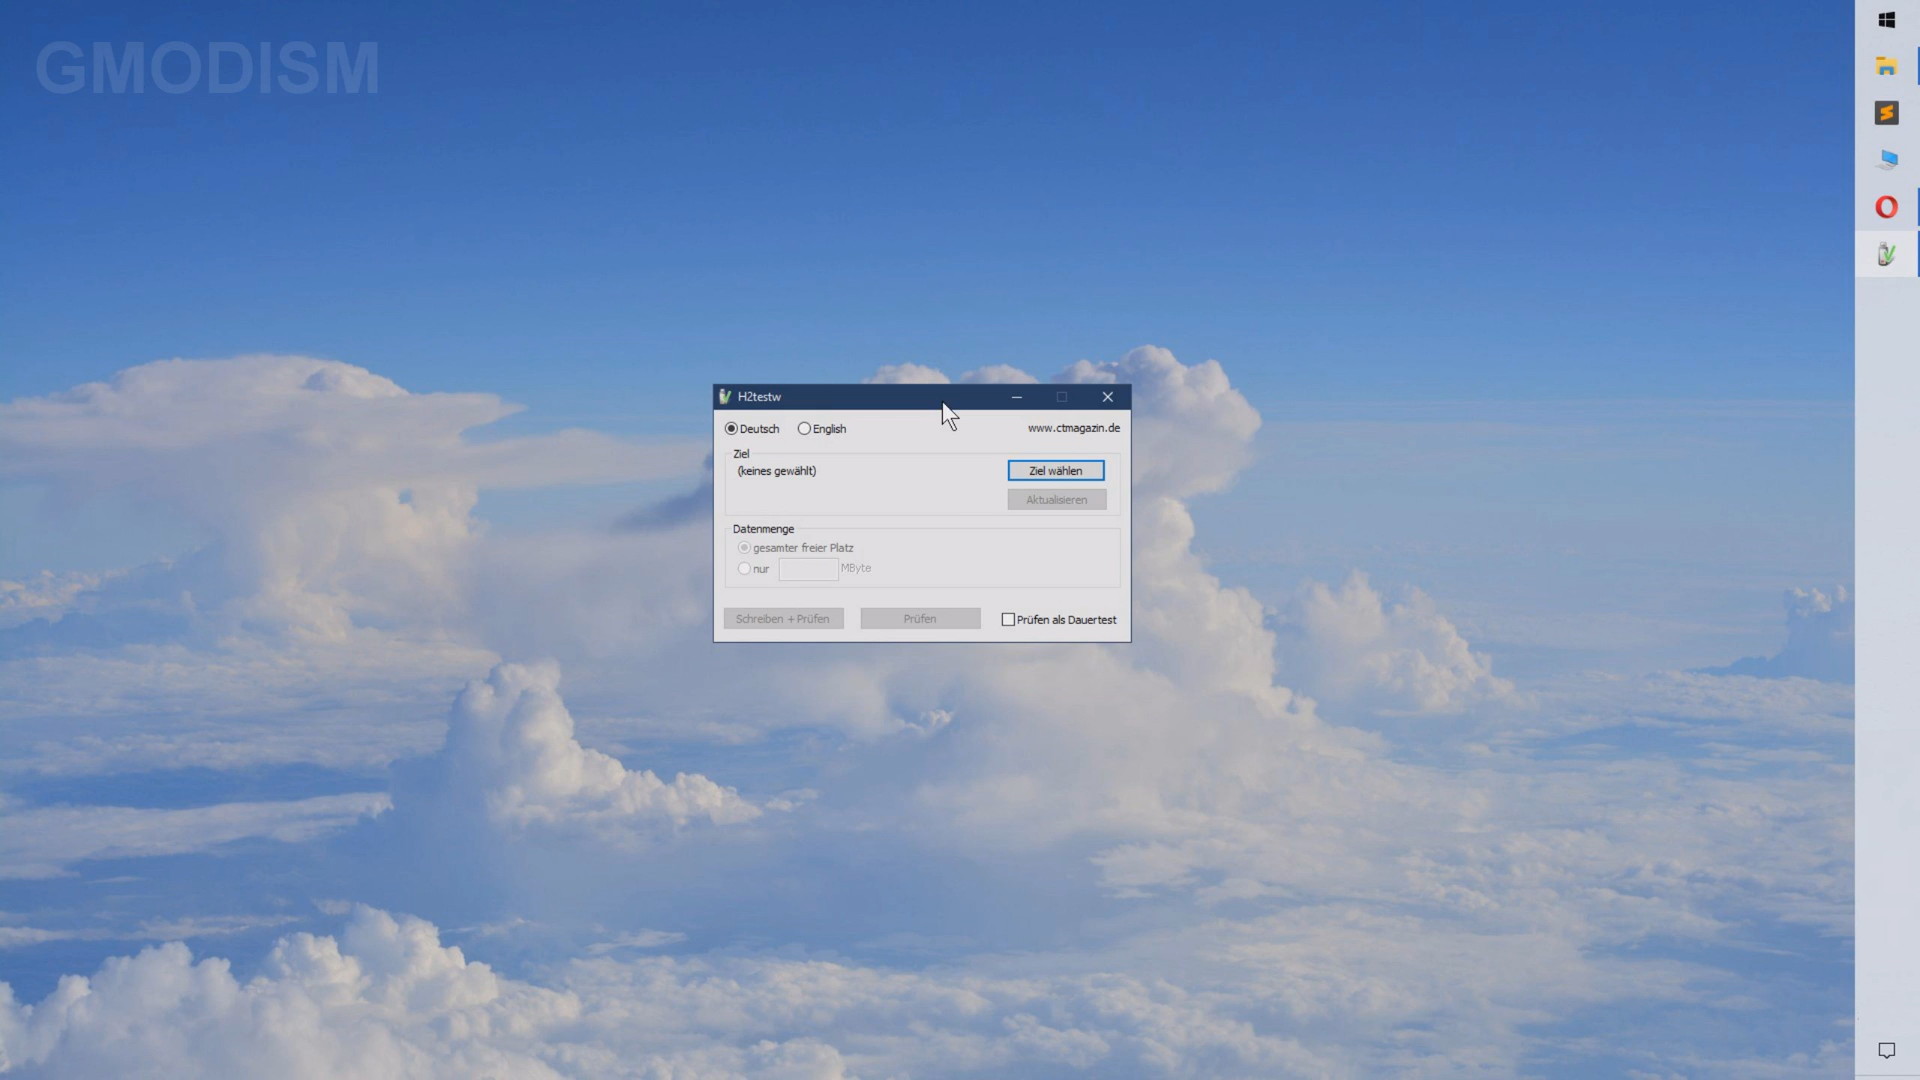 GMODISM
H2testw
Deutsch English www.ctmagazin.de
Ziel
(keines gewählt) Ziel wählen
Aktualisieren
Datenmenge
gesamter freier Platz
nur MByte
Schreiben + Prüfen Prüfen Prüfen als Dauertest